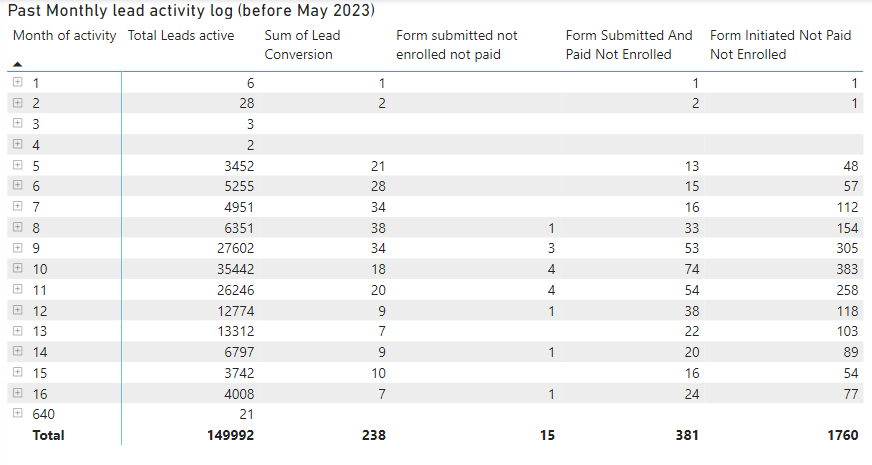 Past Monthly lead activity log (before May 2023)
Month of activity Total Leads active Sum of Lead Conversion Form submitted not enrolled not paid Form Submitted And Paid Not Enrolled Form Initiated Not Paid Not Enrolled
1 6 1 1 1
2 28 2 2 1
3 3
4 2
5 3452 21 13 48
6 5255 28 15 57
7 4951 34 16 112
8 6351 38 1 33 154
9 27602 34 3 53 305
10 35442 18 4 74 383
11 26246 20 4 54 258
12 12774 9 1 38 118
13 13312 7 22 103
14 6797 9 1 20 89
15 3742 10 16 54
16 4008 7 1 24 77
640 21
Total 149992 238 15 381 1760